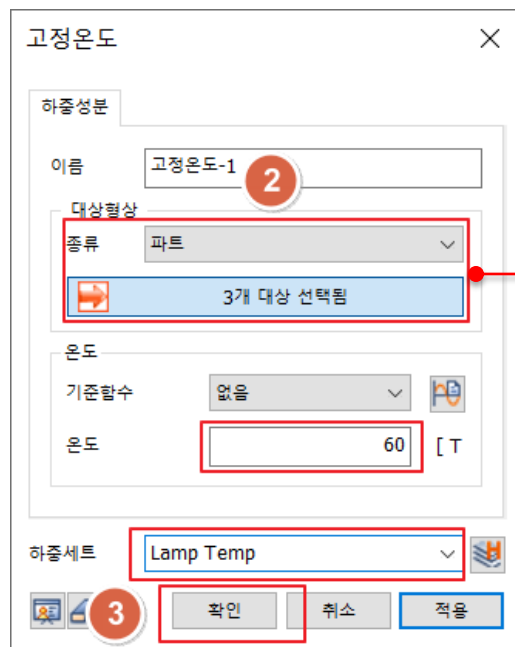 고정온도
하중성분
이름 고정온도-1
2
대상형상
종류 파트
3개 대상 선택됨
온도
기준함수 없음
온도 60 [ T
하중세트 Lamp Temp
3 확인 취소 적용